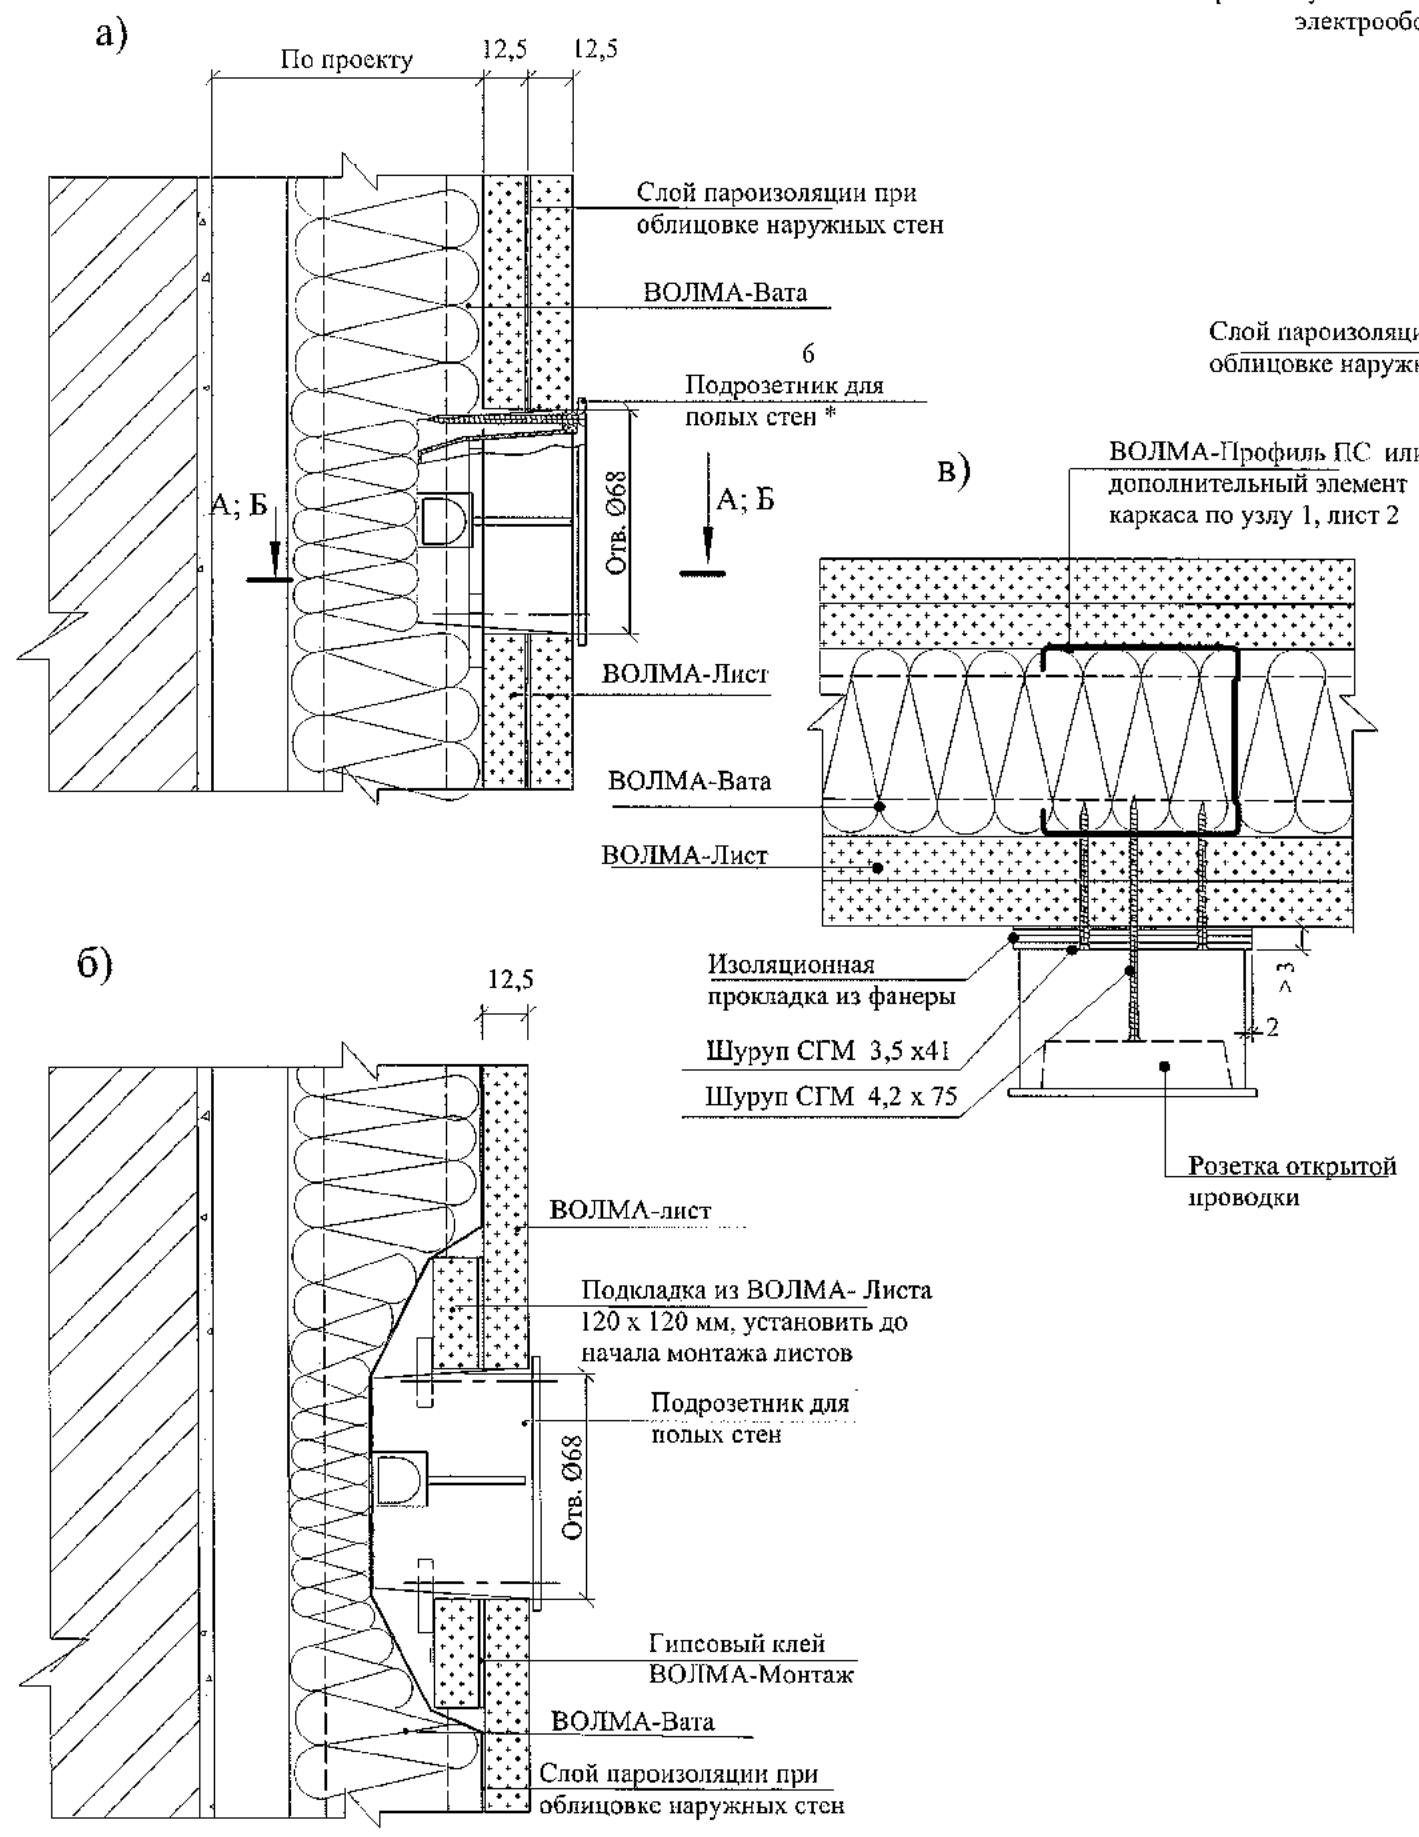 а)
По проекту
12,5
12,5
Слой пароизоляции при
облицовке наружных стен
ВОЛМА-Вата
6
Подрозетник для
полых стен *
А; Б
А; Б
Отв. Ø68
ВОЛМА-Лист
в)
ВОЛМА-Профиль ПС или
дополнительный элемент
каркаса по узлу 1, лист 2
ВОЛМА-Вата
ВОЛМА-Лист
Изоляционная
прокладка из фанеры
Шуруп СГМ 3,5 х41
Шуруп СГМ 4,2 х 75
> 3
2
Розетка открытой
проводки
б)
12,5
ВОЛМА-лист
Подкладка из ВОЛМА- Листа
120 х 120 мм, установить до
начала монтажа листов
Подрозетник для
полых стен
Отв. Ø68
Гипсовый клей
ВОЛМА-Монтаж
ВОЛМА-Вата
Слой пароизоляции при
облицовке наружных стен
Слой пароизоляци
облицовке наруж
электрооб